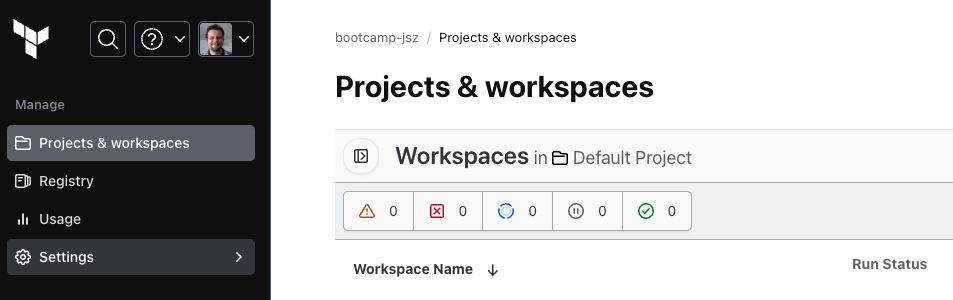 Manage
Projects & workspaces
Registry
Usage
Settings
bootcamp-jsz / Projects & workspaces
Projects & workspaces
Workspaces in Default Project
0 0 0 0 0
Workspace Name
Run Status